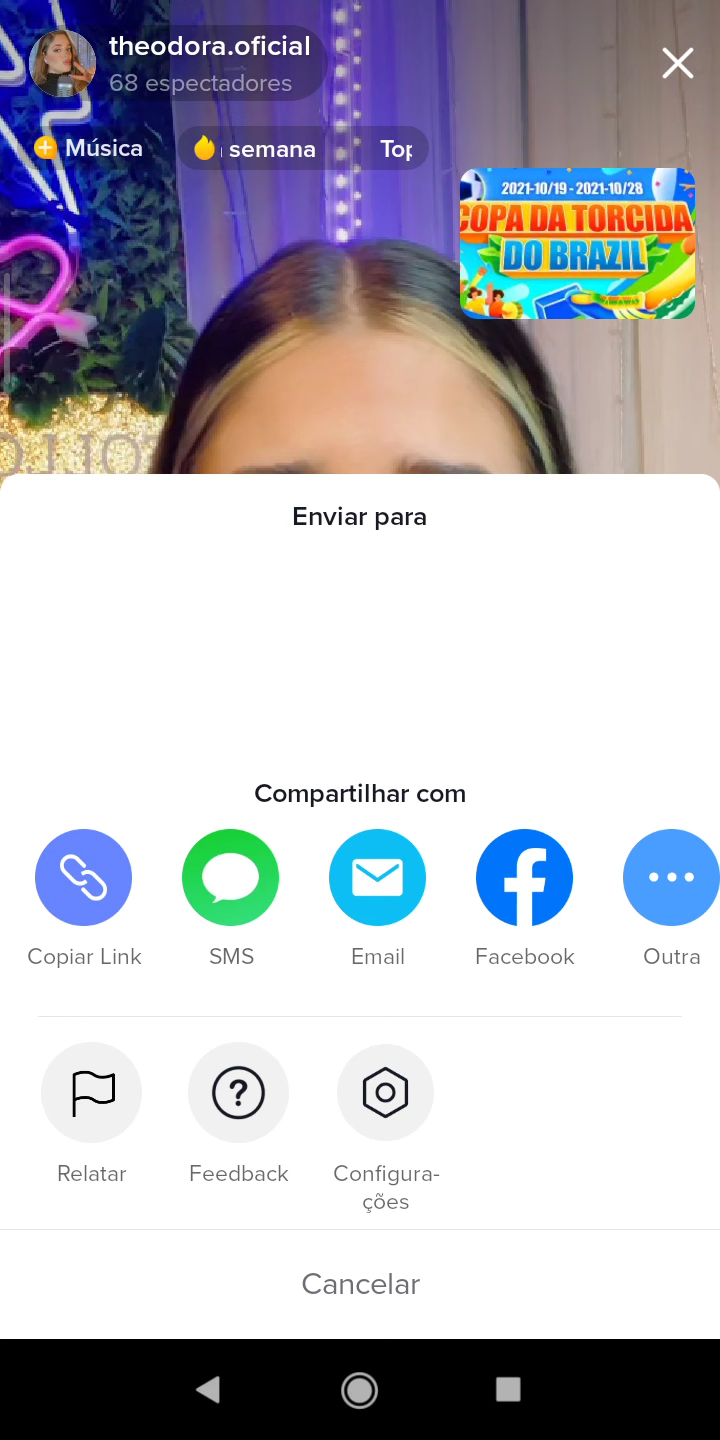 theodora.oficial
68 espectadores
Música
semana
Top
2021-10/19 - 2021-10/28
COPA DA TORCIDA
DO BRAZIL
Enviar para
Compartilhar com
Copiar Link
SMS
Email
Facebook
Outra
Relatar
Feedback
Configura-
ções
Cancelar